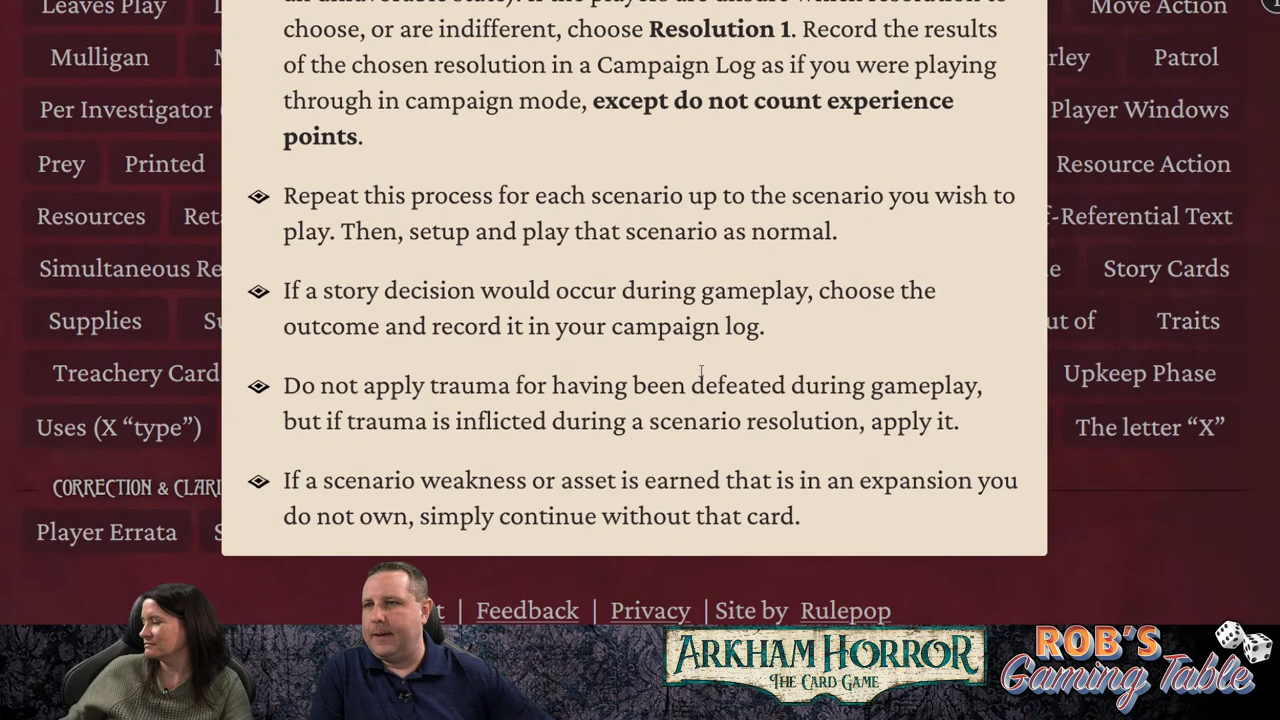 Leaves Play
Move Action
choose, or are indifferent, choose Resolution 1. Record the results
Mulligan
rley
Patrol
of the chosen resolution in a Campaign Log as if you were playing
through in campaign mode, except do not count experience
Per Investigator
Player Windows
points.
Prey
Printed
Resource Action
Repeat this process for each scenario up to the scenario you wish to
Resources
f-Referential Text
play. Then, setup and play that scenario as normal.
Simultaneous Re
Story Cards
If a story decision would occur during gameplay, choose the
Supplies
ut of
Traits
outcome and record it in your campaign log.
Treachery Card
Upkeep Phase
Do not apply trauma for having been defeated during gameplay,
but if trauma is inflicted during a scenario resolution, apply it.
Uses (X “type”)
The letter “X”
If a scenario weakness or asset is earned that is in an expansion you
CORRECTION & CLARI
do not own, simply continue without that card.
Player Errata
t | Feedback | Privacy | Site by Rulepop
ARKHAM HORROR
THE CARD GAME
ROB'S
Gaming Table